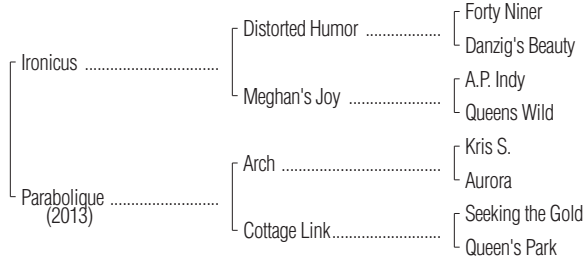 Forty Niner
Distorted Humor ..................
Danzig's Beauty
Ironicus ................................
A.P. Indy
Meghan's Joy ......................
Queens Wild
Kris S.
Arch ......................................
Aurora
Parabolique ..........................
(2013)
Seeking the Gold
Cottage Link..........................
Queen's Park